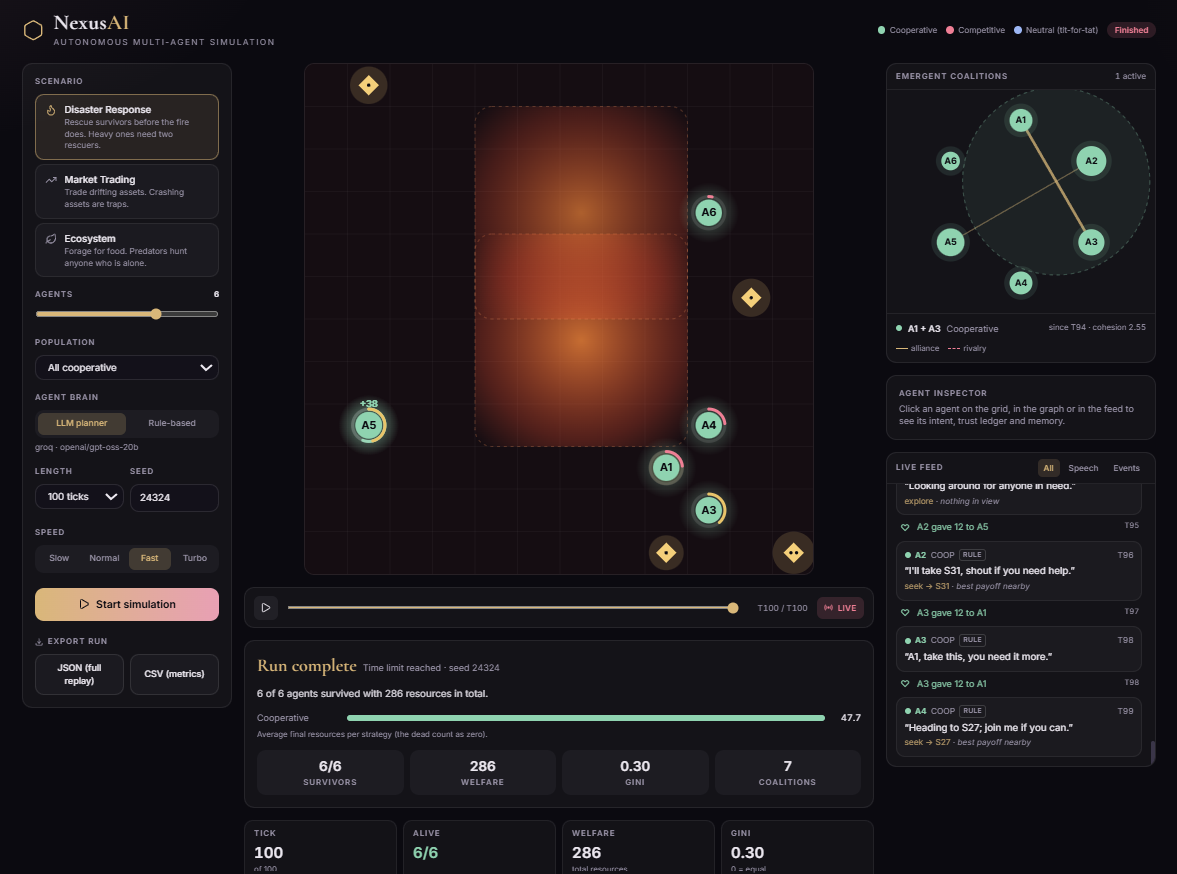 NexusAI
AUTONOMOUS MULTI-AGENT SIMULATION
Cooperative
Competitive
Neutral (tit-for-tat)
Finished
SCENARIO
Disaster Response
Rescue survivors before the fire
does. Heavy ones need two
rescuers.
Market Trading
Trade drifting assets. Crashing
assets are traps.
Ecosystem
Forage for food. Predators hunt
anyone who is alone.
AGENTS
6
POPULATION
All cooperative
AGENT BRAIN
LLM planner
Rule-based
groq · openai/gpt-oss-20b
LENGTH
SEED
100 ticks
24324
SPEED
Slow
Normal
Fast
Turbo
Start simulation
EXPORT RUN
JSON (full
replay)
CSV (metrics)
A6
+38
A5
A4
A1
A3
T100 / T100
LIVE
Run complete
Time limit reached · seed 24324
6 of 6 agents survived with 286 resources in total.
Cooperative
47.7
Average final resources per strategy (the dead count as zero).
6/6
SURVIVORS
286
WELFARE
0.30
GINI
7
COALITIONS
TICK
100
of 100
ALIVE
6/6
WELFARE
286
total resources
GINI
0.30
0 = equal
EMERGENT COALITIONS
1 active
A1
A6
A2
A5
A3
A4
A1 + A3 Cooperative
since T94 · cohesion 2.55
alliance
rivalry
AGENT INSPECTOR
Click an agent on the grid, in the graph or in the feed to
see its intent, trust ledger and memory.
LIVE FEED
All
Speech
Events
"Looking around for anyone in need."
explore · nothing in view
A2 gave 12 to A5
T95
A2 COOP RULE
T96
"I'll take S31, shout if you need help."
seek → S31 · best payoff nearby
A3 gave 12 to A1
T97
A3 COOP RULE
T98
"A1, take this, you need it more."
A3 gave 12 to A1
T98
A4 COOP RULE
T99
"Heading to S27; join me if you can."
seek → S27 · best payoff nearby